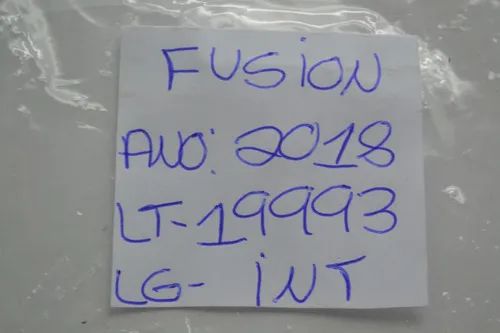 FUSION
ANO: 2018
LT-19993
LG- INT